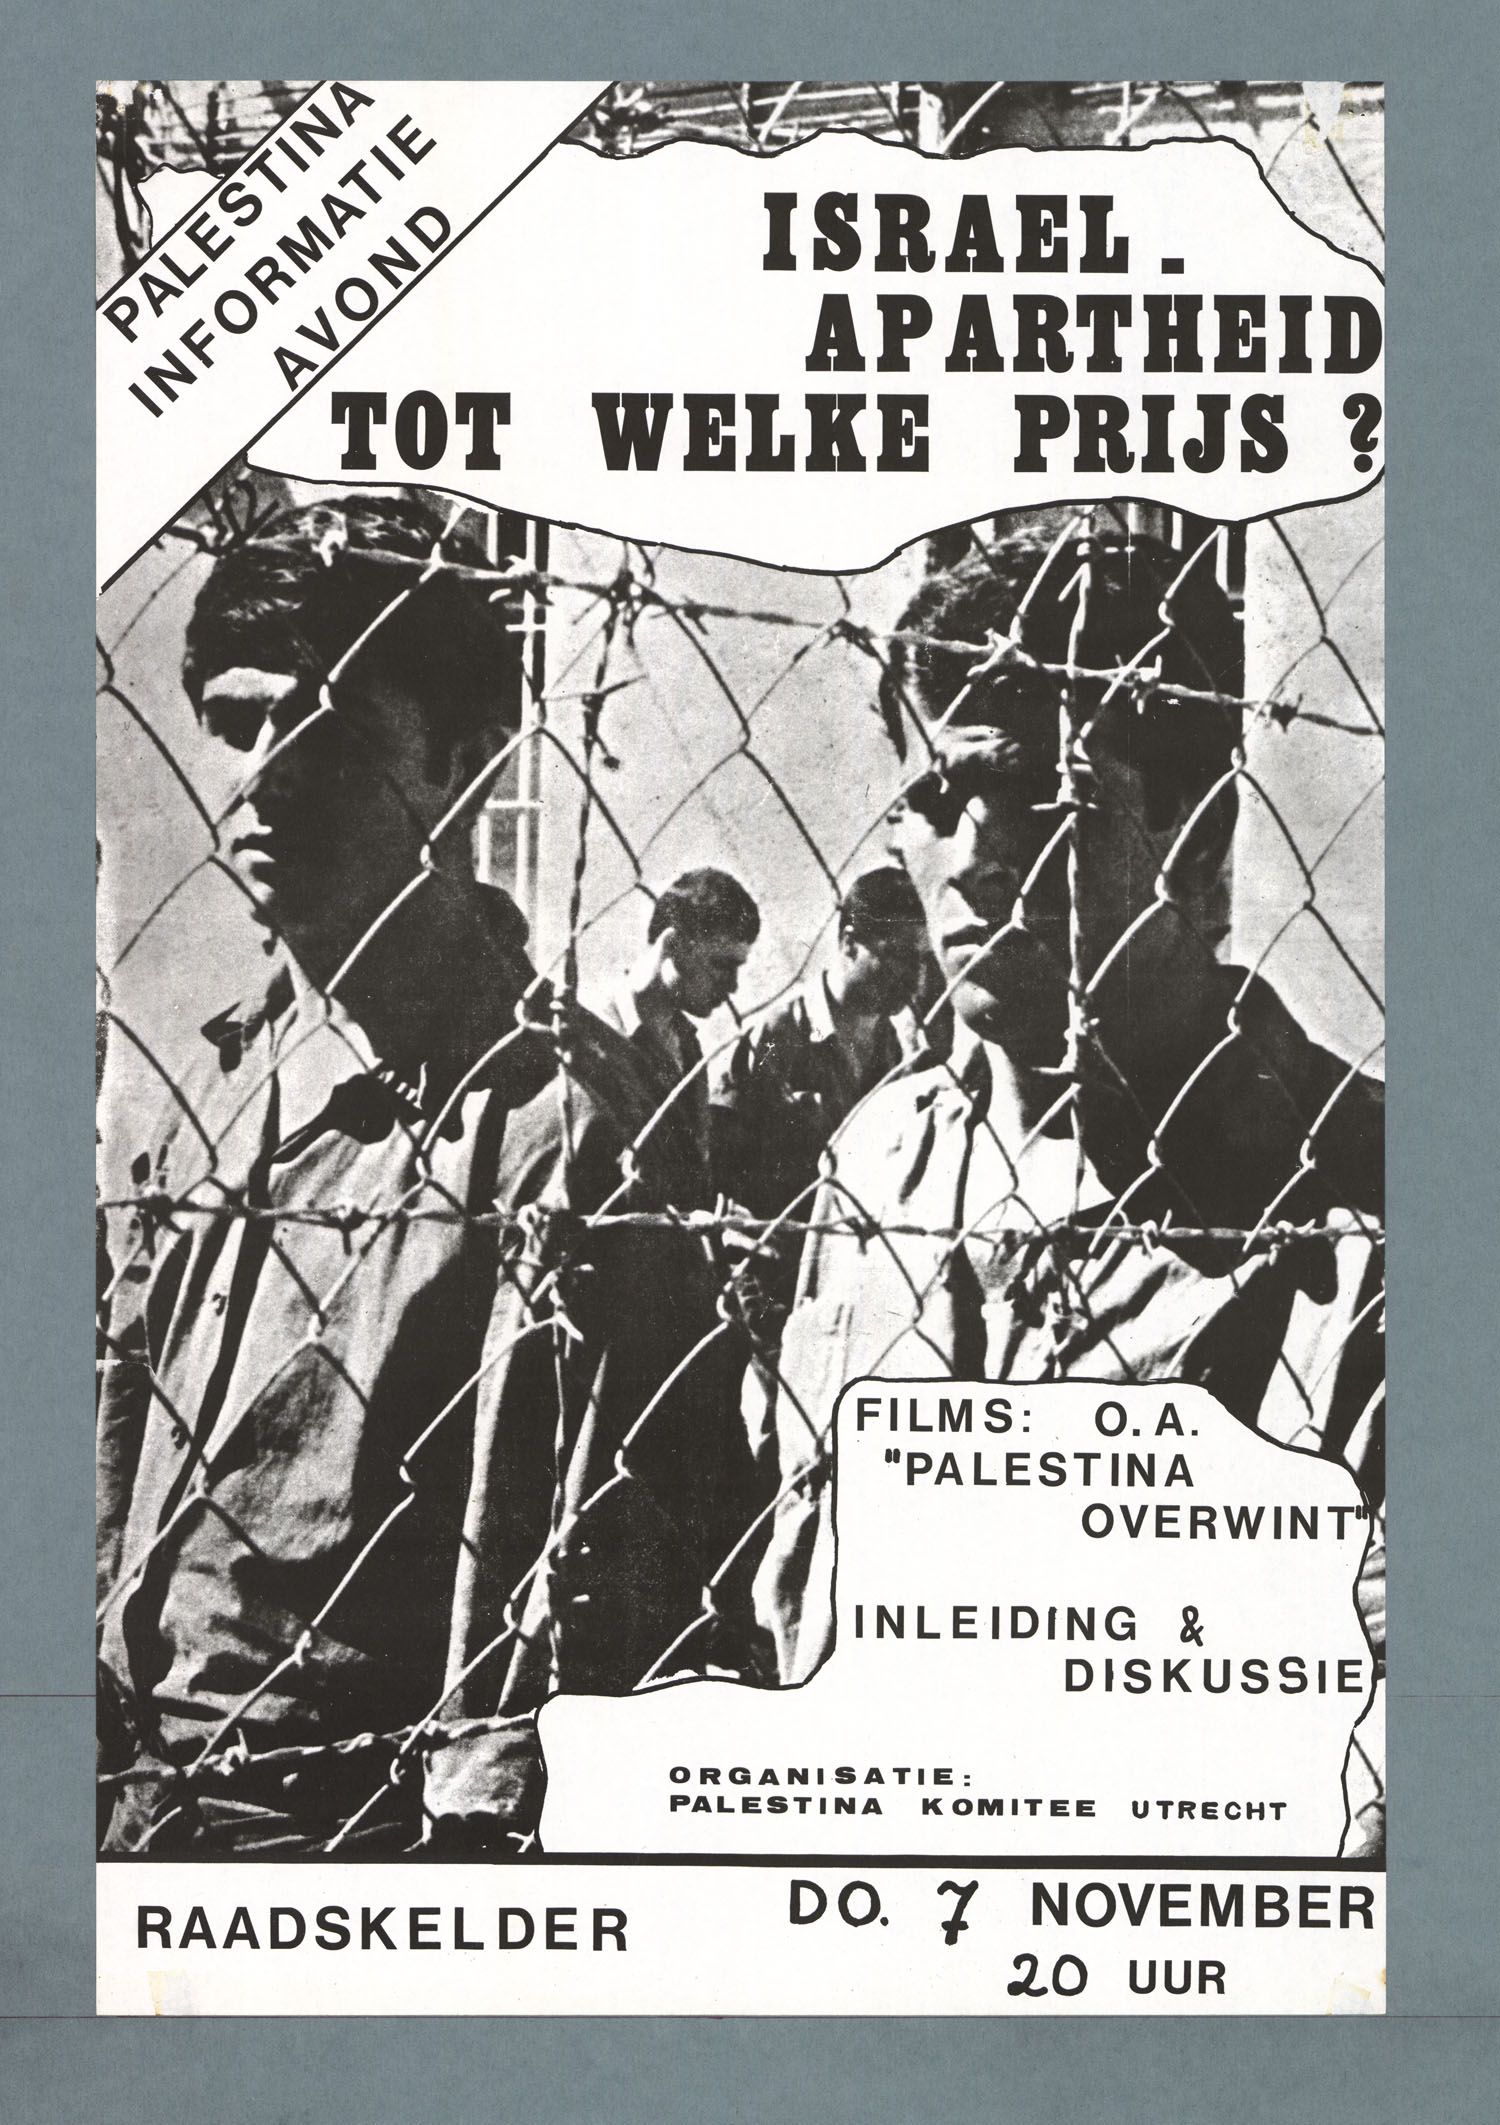 PALESTINA
INFORMATIE
AVOND
ISRAEL-
APARTHEID
TOT WELKE PRIJS ?
FILMS: O.A.
"PALESTINA
OVERWINT"
INLEIDING &
DISKUSSIE
ORGANISATIE:
PALESTINA KOMITEE UTRECHT
RAADSKELDER
DO. 7 NOVEMBER
20 UUR